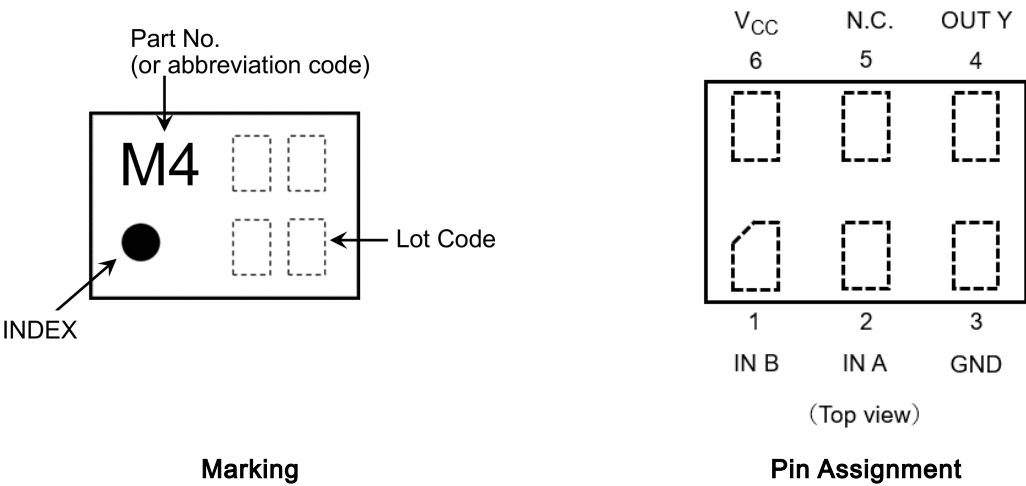 Part No.
(or abbreviation code)
M4
Lot Code
INDEX
Marking
VCC N.C. OUT Y
6 5 4
1 2 3
IN B IN A GND
(Top view)
Pin Assignment